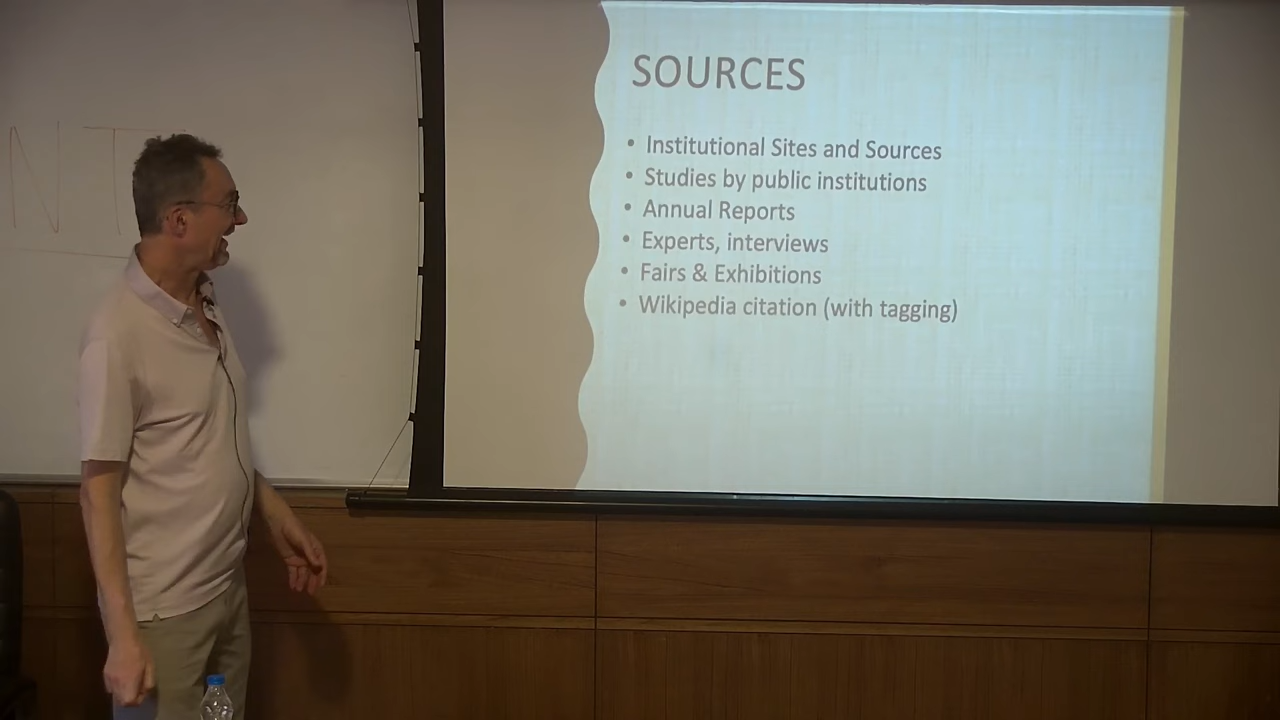 NT
SOURCES
• Institutional Sites and Sources
• Studies by public institutions
• Annual Reports
• Experts, interviews
• Fairs & Exhibitions
• Wikipedia citation (with tagging)